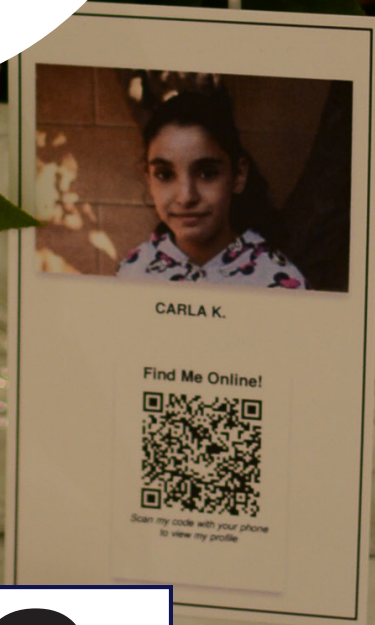 CARLA K.
Find Me Online!
Scan my code with your phone
to view my profile